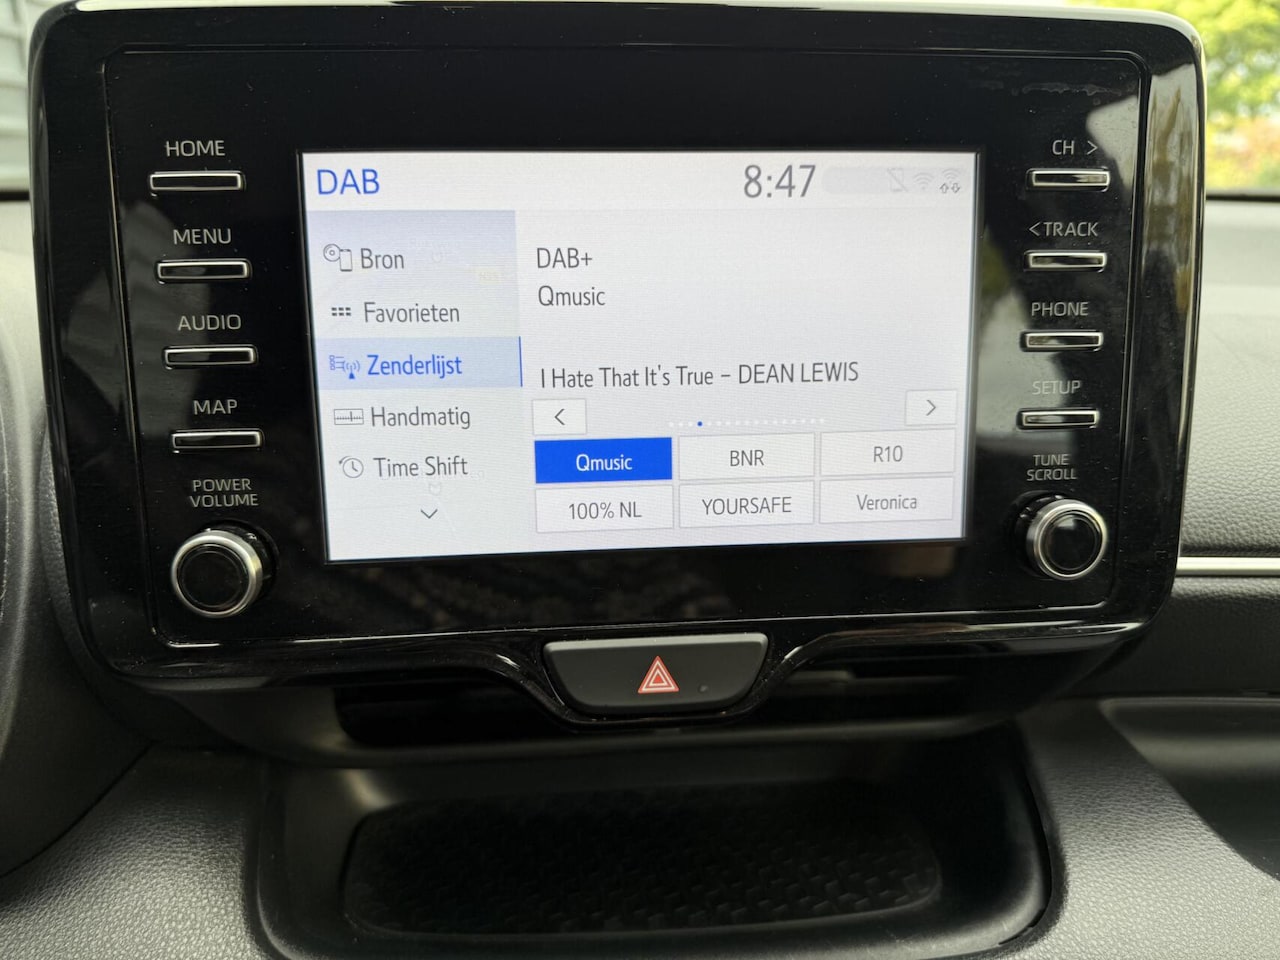 HOME
MENU
AUDIO
MAP
POWER
VOLUME
DAB
8:47
Bron
Favorieten
Zenderlijst
Handmatig
Time Shift
DAB+
Qmusic
I Hate That It's True – DEAN LEWIS
<
>
Qmusic
BNR
R10
100% NL
YOURSAFE
Veronica
CH >
< TRACK
PHONE
SETUP
TUNE
SCROLL